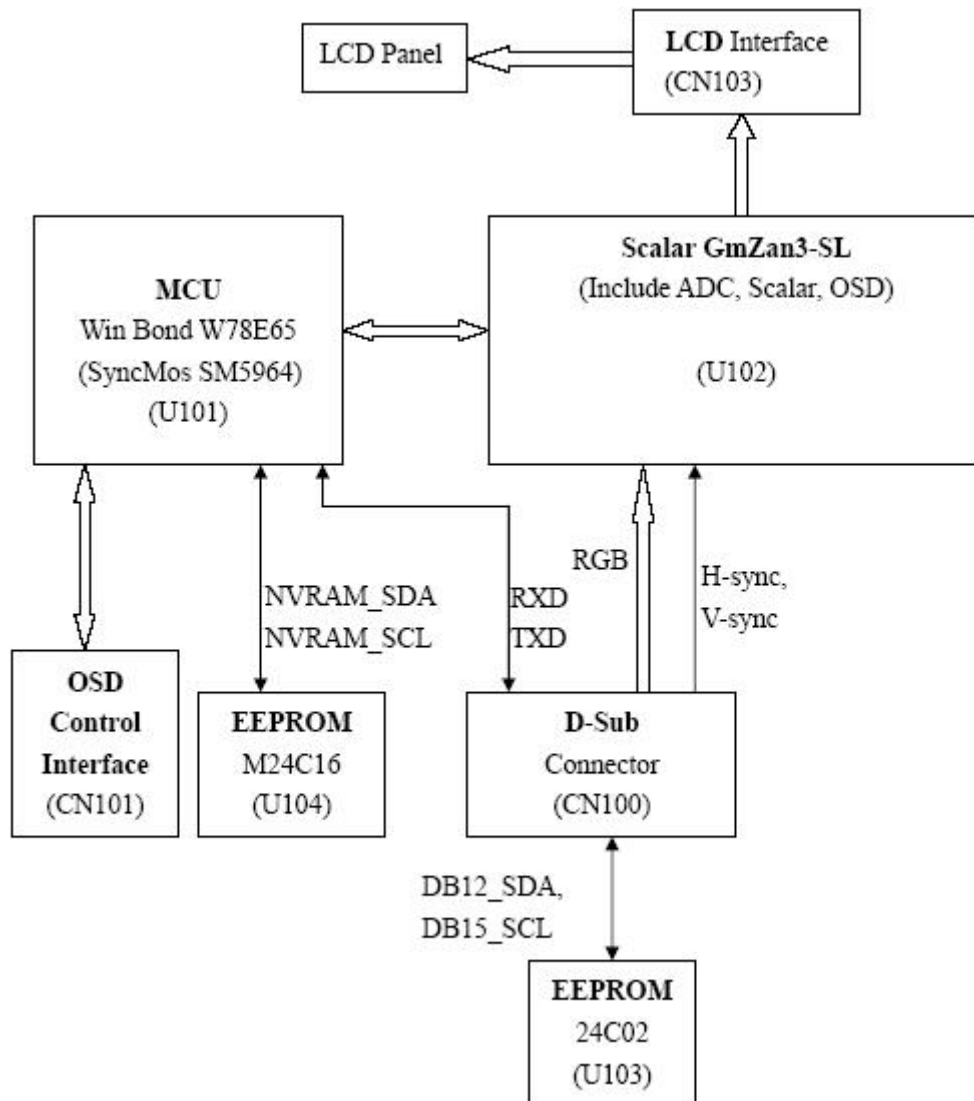 LCD Panel
LCD Interface
(CN103)
MCU
Win Bond W78E65
(SyncMos SM5964)
(U101)
Scalar GmZan3-SL
(Include ADC, Scalar, OSD)
(U102)
NVRAM_SDA
NVRAM_SCL
RXD
TXD
RGB
H-sync,
V-sync
OSD
Control
Interface
(CN101)
EEPROM
M24C16
(U104)
D-Sub
Connector
(CN100)
DB12_SDA,
DB15_SCL
EEPROM
24C02
(U103)